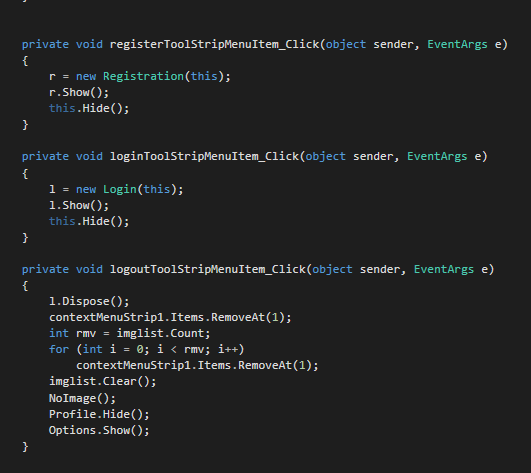 private void registerToolStripMenuItem_Click(object sender, EventArgs e)
{
    r = new Registration(this);
    r.Show();
    this.Hide();
}
private void loginToolStripMenuItem_Click(object sender, EventArgs e)
{
    l = new Login(this);
    l.Show();
    this.Hide();
}
private void logoutToolStripMenuItem_Click(object sender, EventArgs e)
{
    l.Dispose();
    contextMenuStrip1.Items.RemoveAt(1);
    int rmv = imglist.Count;
    for (int i = 0; i < rmv; i++)
        contextMenuStrip1.Items.RemoveAt(1);
    imglist.Clear();
    NoImage();
    Profile.Hide();
    Options.Show();
}